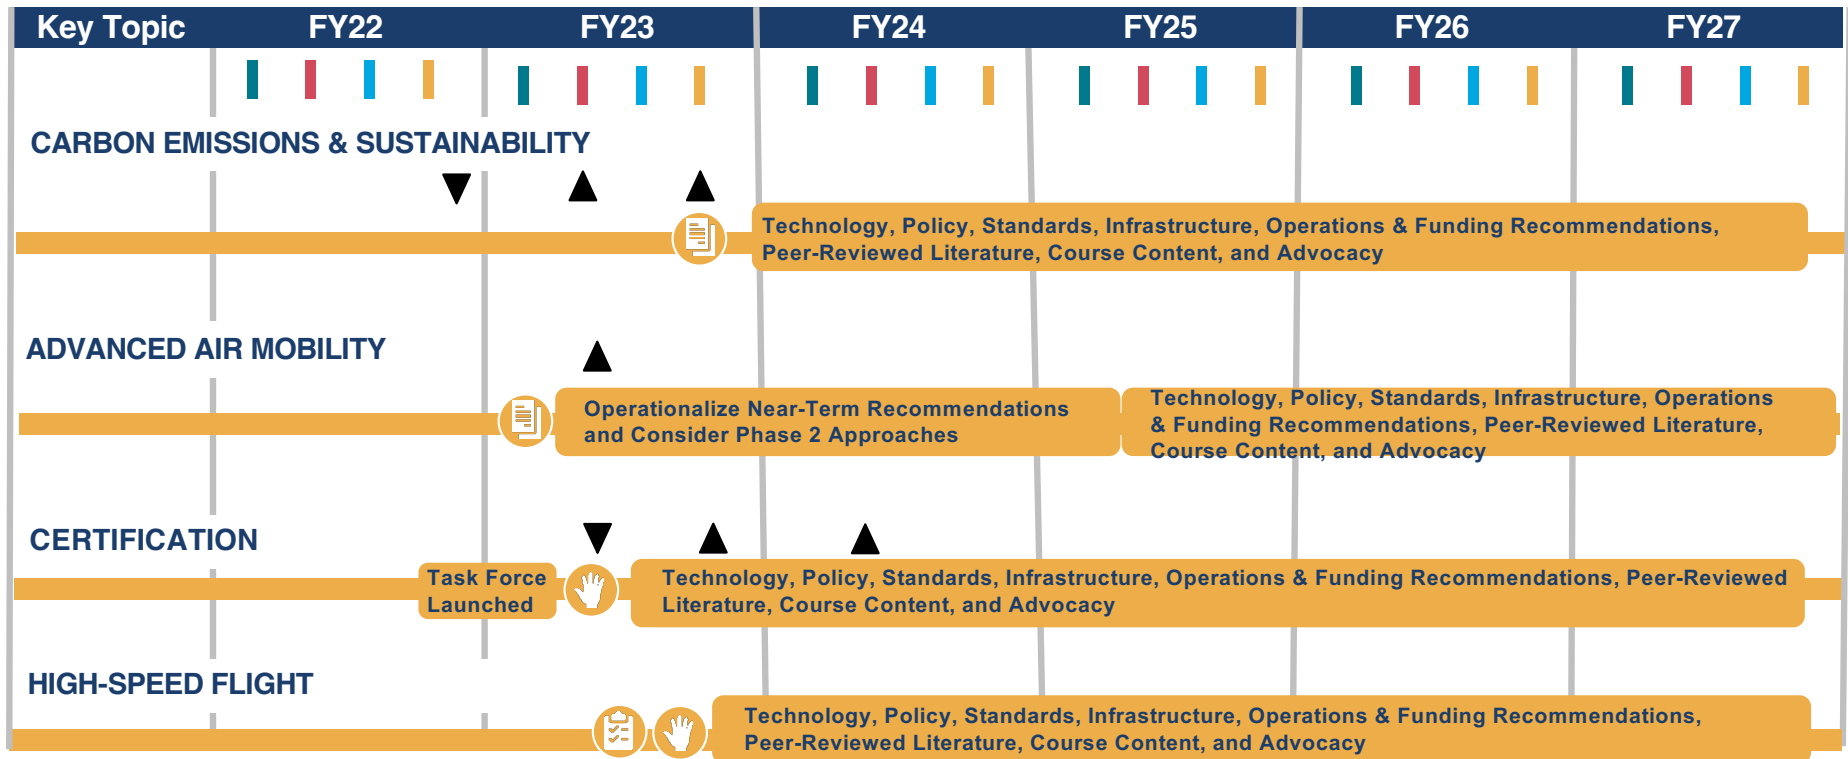 Key Topic FY22 FY23 FY24 FY25 FY26 FY27
CARBON EMISSIONS & SUSTAINABILITY
Technology, Policy, Standards, Infrastructure, Operations & Funding Recommendations,
Peer-Reviewed Literature, Course Content, and Advocacy
ADVANCED AIR MOBILITY
Operationalize Near-Term Recommendations
and Consider Phase 2 Approaches
Technology, Policy, Standards, Infrastructure, Operations
& Funding Recommendations, Peer-Reviewed Literature,
Course Content, and Advocacy
CERTIFICATION
Task Force
Launched
Technology, Policy, Standards, Infrastructure, Operations & Funding Recommendations, Peer-Reviewed
Literature, Course Content, and Advocacy
HIGH-SPEED FLIGHT
Technology, Policy, Standards, Infrastructure, Operations & Funding Recommendations,
Peer-Reviewed Literature, Course Content, and Advocacy